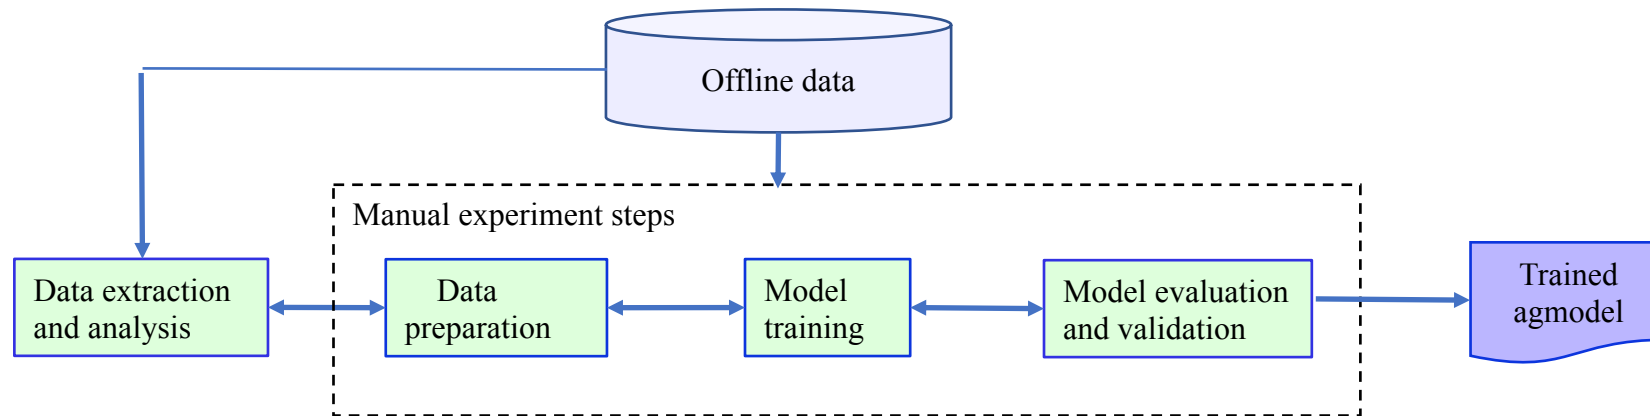 Offline data
Manual experiment steps
Data extraction
and analysis
Data
preparation
Model
training
Model evaluation
and validation
Trained
agmodel